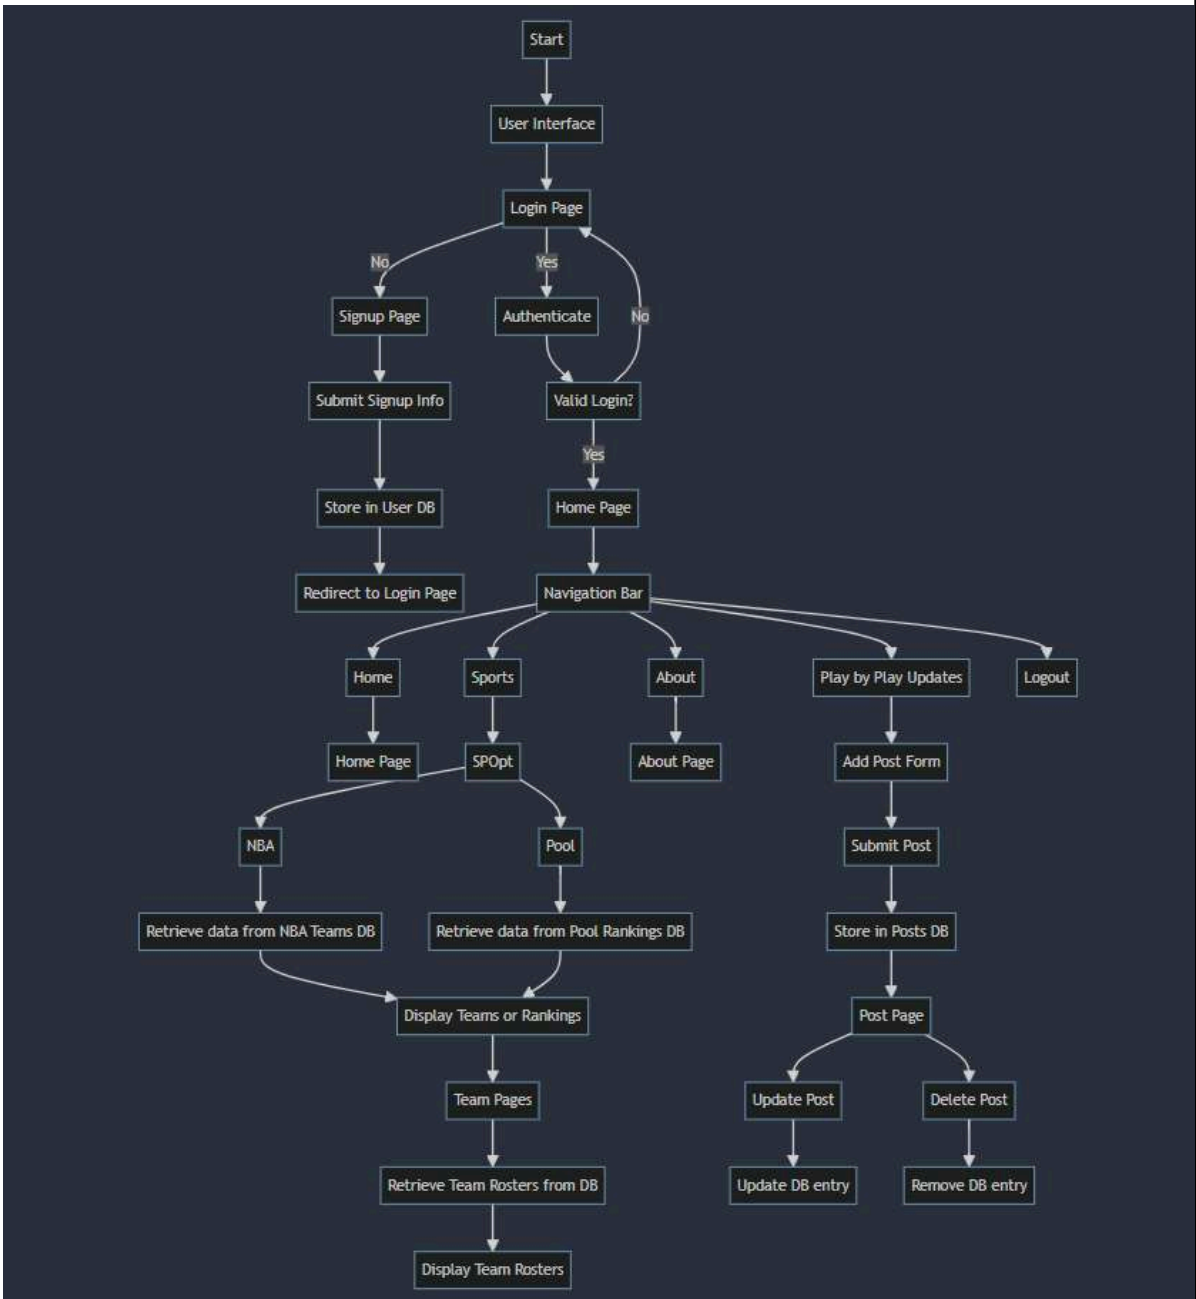 Start
User Interface
Login Page
No
Yes
Signup Page
Authenticate
No
Submit Signup Info
Valid Login?
Yes
Store in User DB
Home Page
Redirect to Login Page
Navigation Bar
Home
Sports
About
Play by Play Updates
Logout
Home Page
SPOpt
About Page
Add Post Form
NBA
Pool
Submit Post
Retrieve data from NBA Teams DB
Retrieve data from Pool Rankings DB
Store in Posts DB
Display Teams or Rankings
Post Page
Team Pages
Update Post
Delete Post
Retrieve Team Rosters from DB
Update DB entry
Remove DB entry
Display Team Rosters